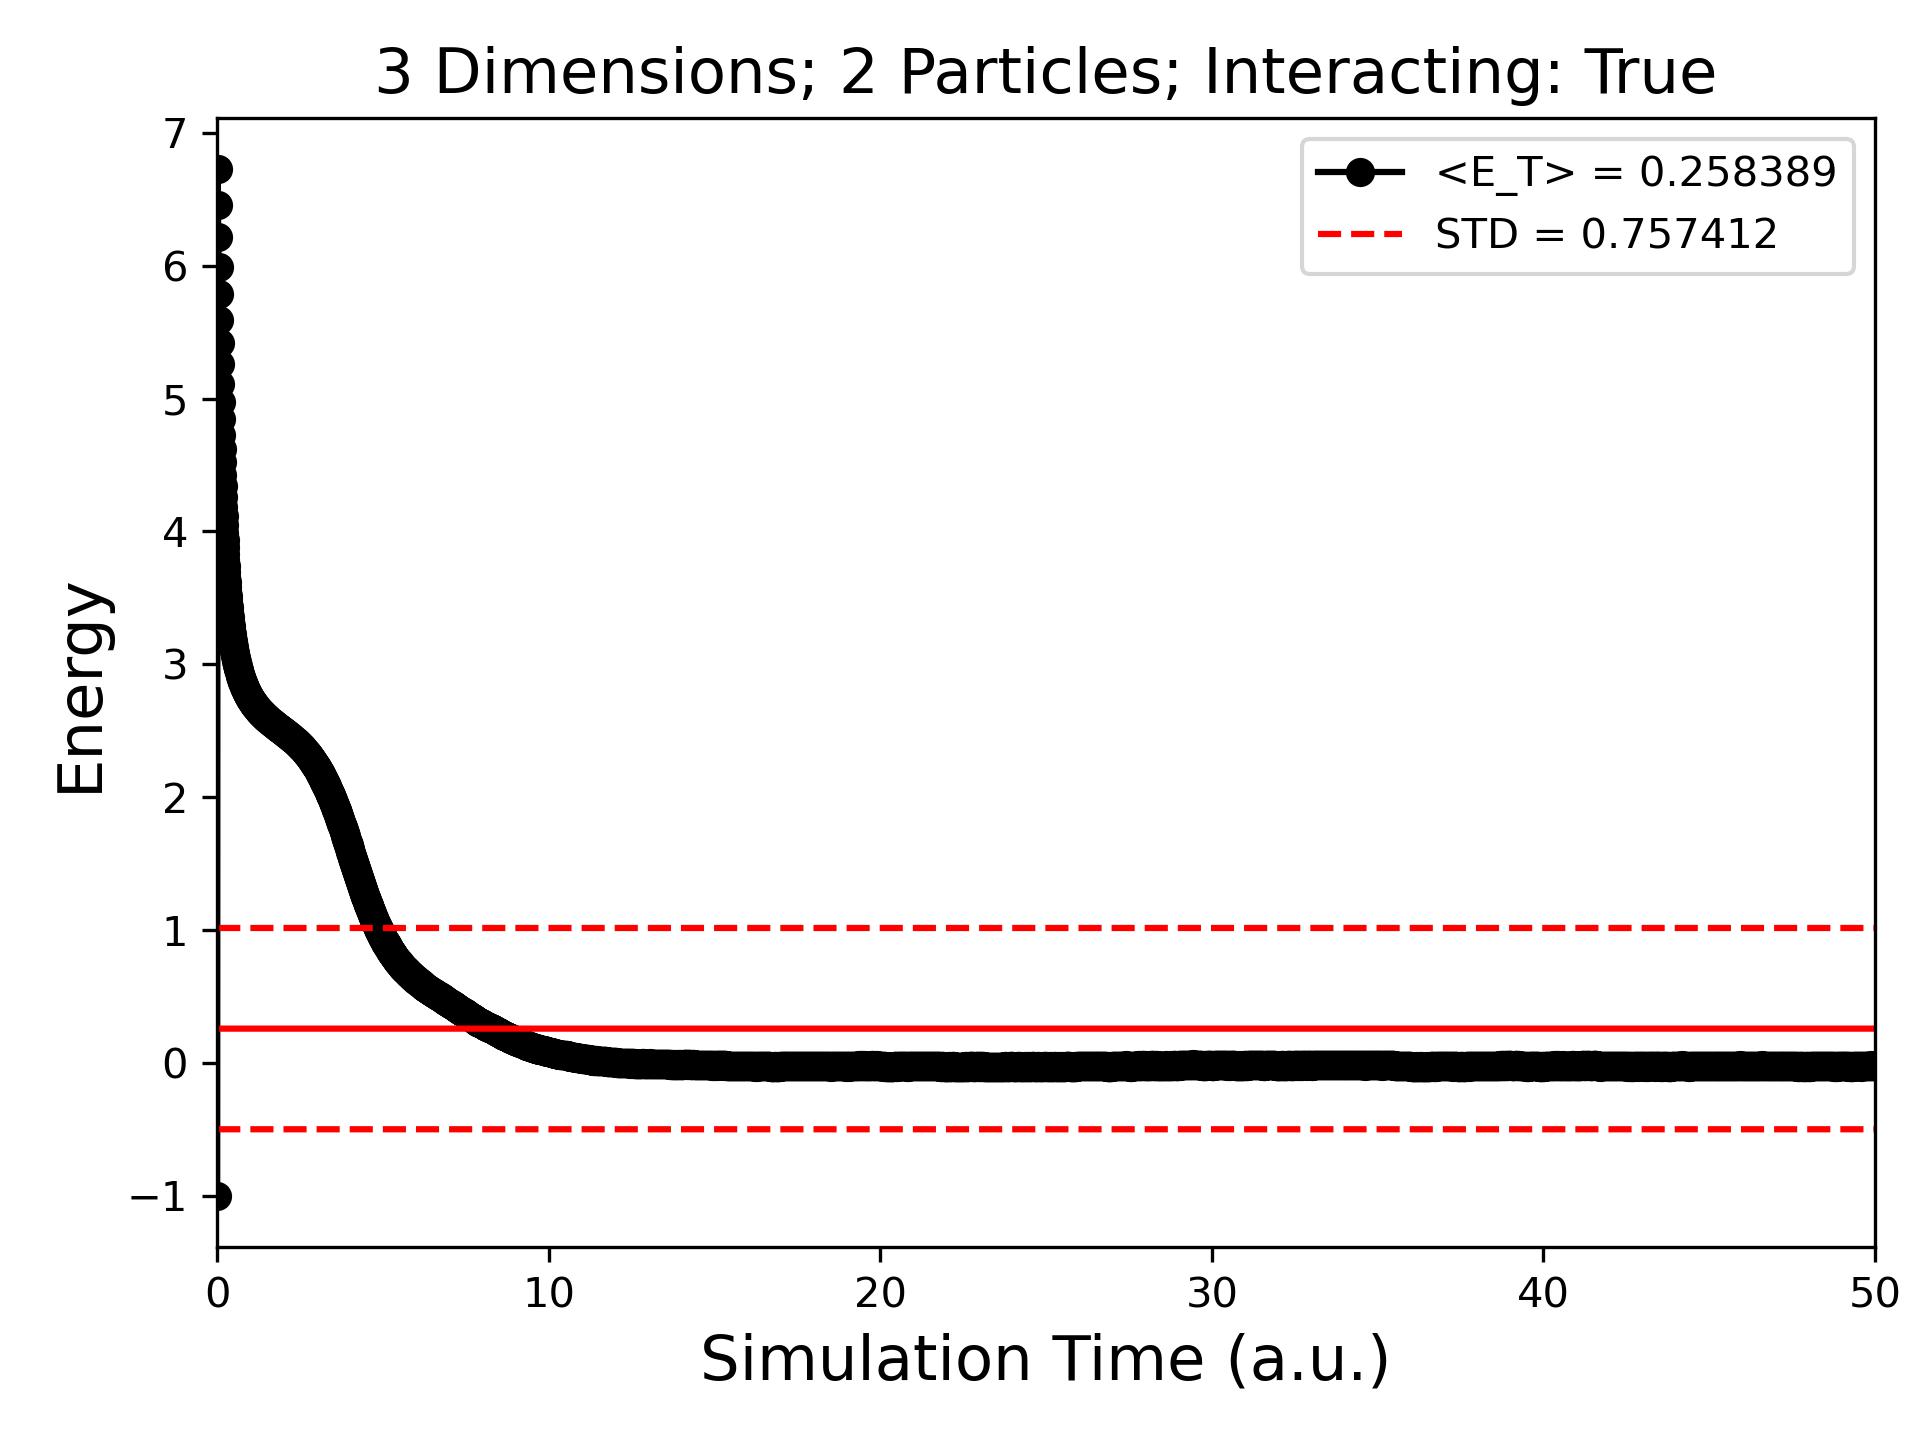 3 Dimensions; 2 Particles; Interacting: True
<E_T> = 0.258389
STD = 0.757412
Energy
7
6
5
4
3
2
1
0
−1
0 10 20 30 40 50
Simulation Time (a.u.)